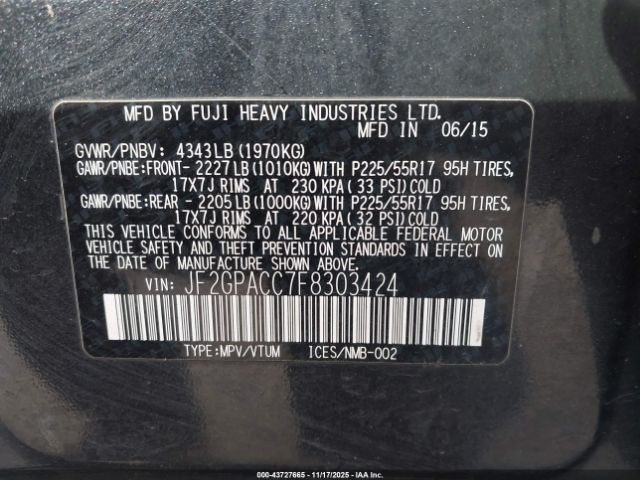 MFD BY FUJI HEAVY INDUSTRIES LTD.
MFD IN 06/15
GVWR/PNBV: 4343LB (1970KG)
GAWR/PNBE:FRONT- 2227LB (1010KG) WITH P225/55R17 95H TIRES,
17X7J RIMS AT 230 KPA (33 PSI) COLD
GAWR/PNBE:REAR - 2205LB (1000KG) WITH P225/55R17 95H TIRES,
17X7J RIMS AT 220 KPA (32 PSI) COLD
THIS VEHICLE CONFORMS TO ALL APPLICABLE FEDERAL MOTOR
VEHICLE SAFETY AND THEFT PREVENTION STANDARDS IN EFFECT ON
THE DATE OF MANUFACTURE SHOWN ABOVE.
VIN: JF2GPACC7F8303424
TYPE:MPV/VTUM ICES/NMB-002
000-43727665 - 11/17/2025 - IAA Inc.